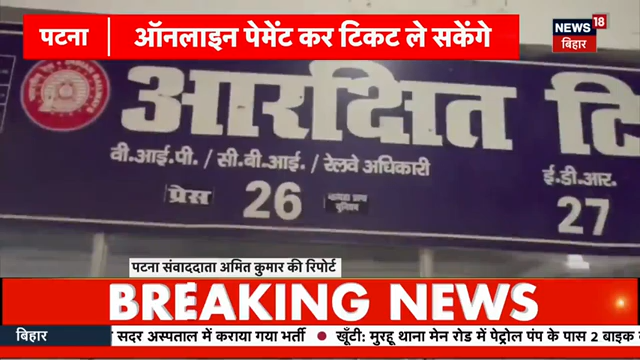 पटना ऑनलाइन पेमेंट कर टिकट ले सकेंगे
NEWS 18
बिहार
आरक्षित टि
वी.आई.पी. / सी.बी.आई. / रेलवे अधिकारी
ई.डी.आर.
प्रेस 26
27
पटना संवाददाता अमित कुमार की रिपोर्ट
BREAKING NEWS
बिहार सदर अस्पताल में कराया गया भर्ती • खूँटी: मुरहू थाना मेन रोड में पेट्रोल पंप के पास 2 बाइक